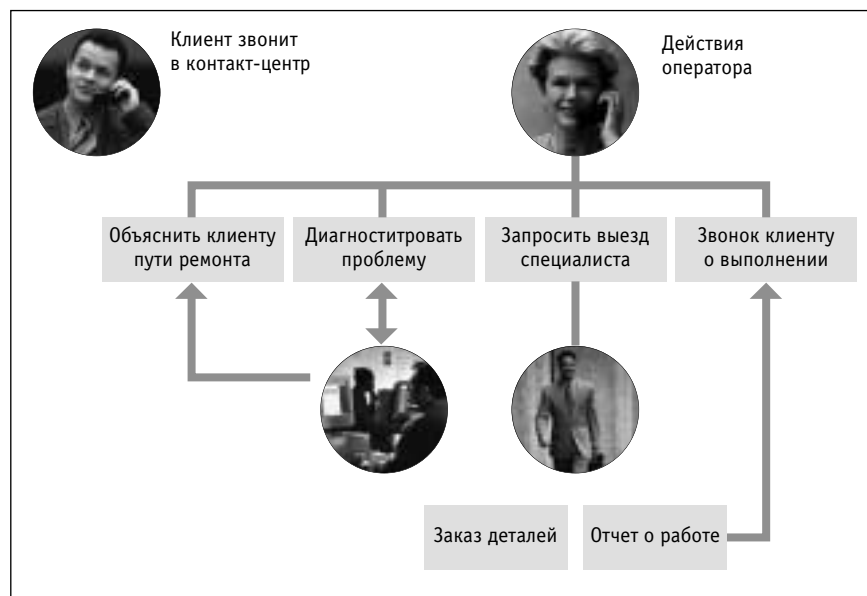 Клиент звонит
в контакт-центр
Действия
оператора
Объяснить клиенту
пути ремонта
Диагноститровать
проблему
Запросить выезд
специалиста
Звонок клиенту
о выполнении
Заказ деталей
Отчет о работе